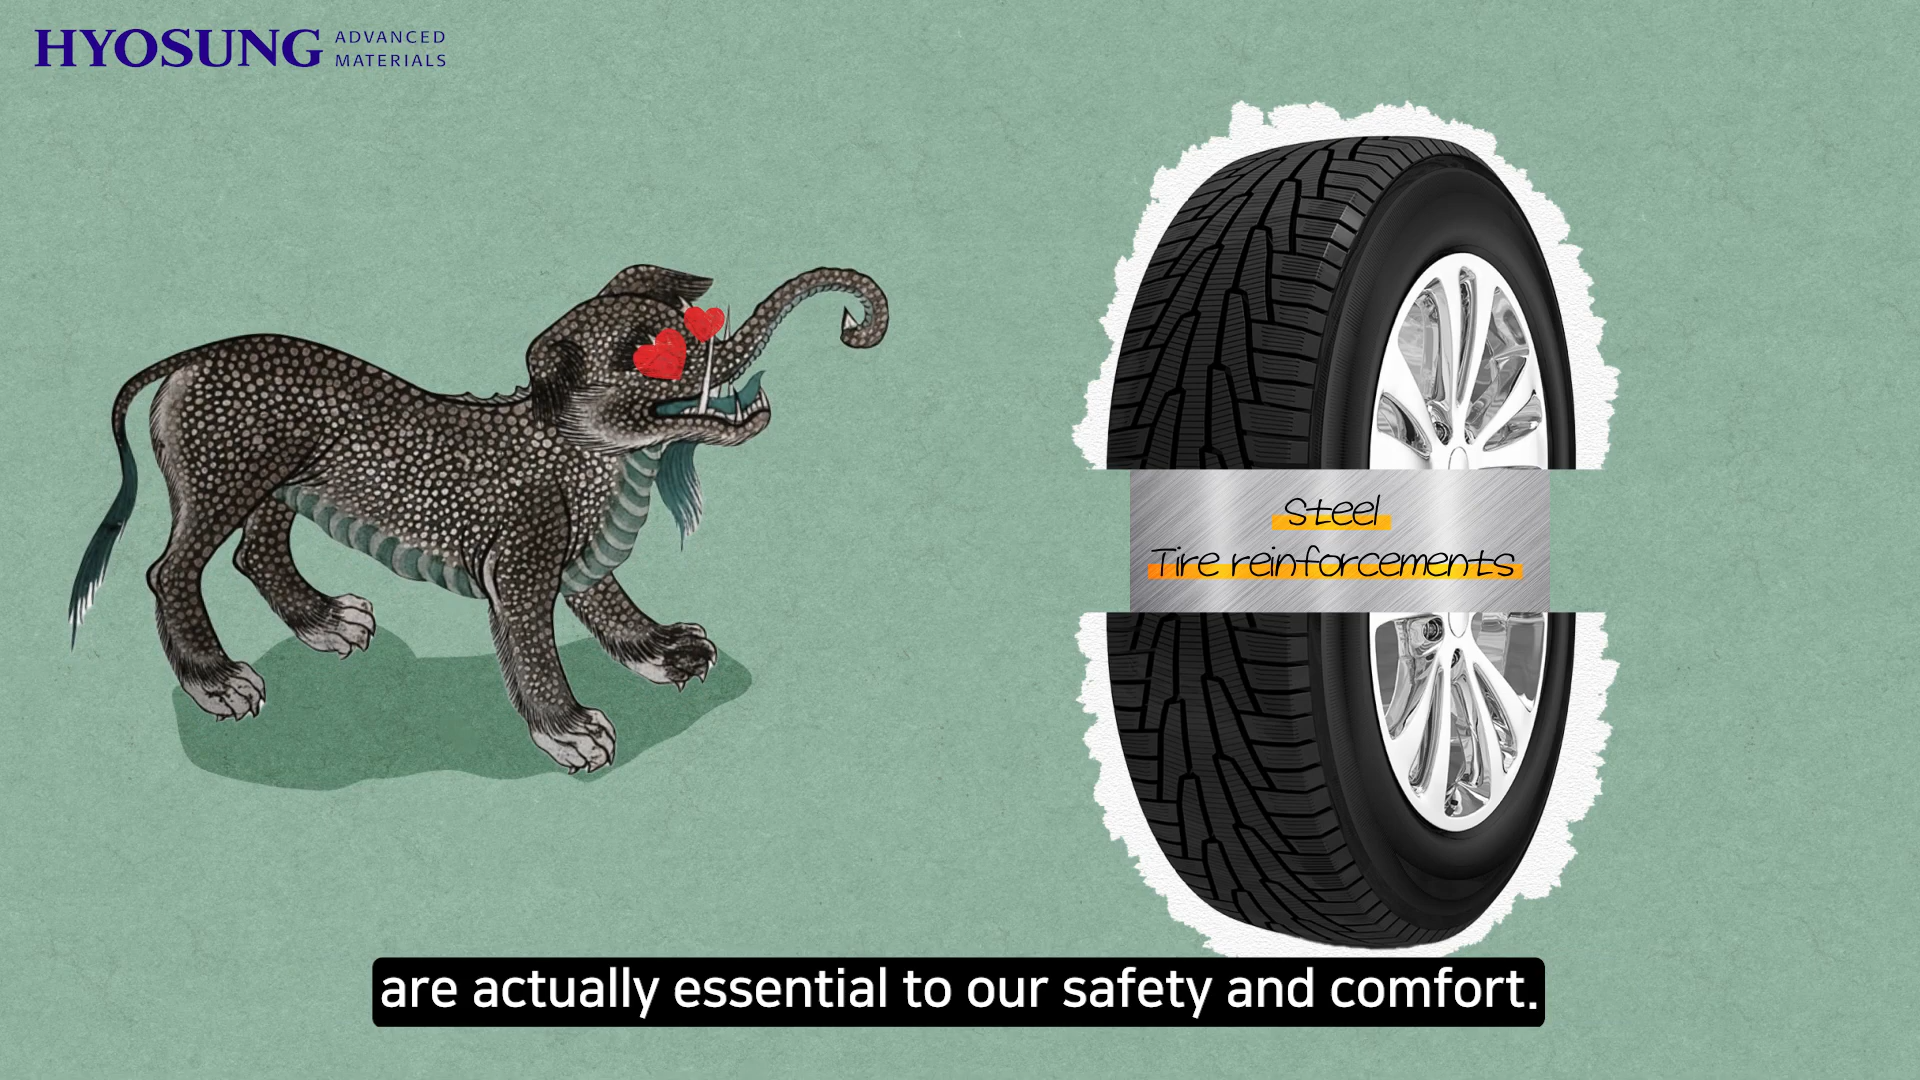 HYOSUNG
ADVANCED
MATERIALS
Steel
Tire reinforcements
are actually essential to our safety and comfort.